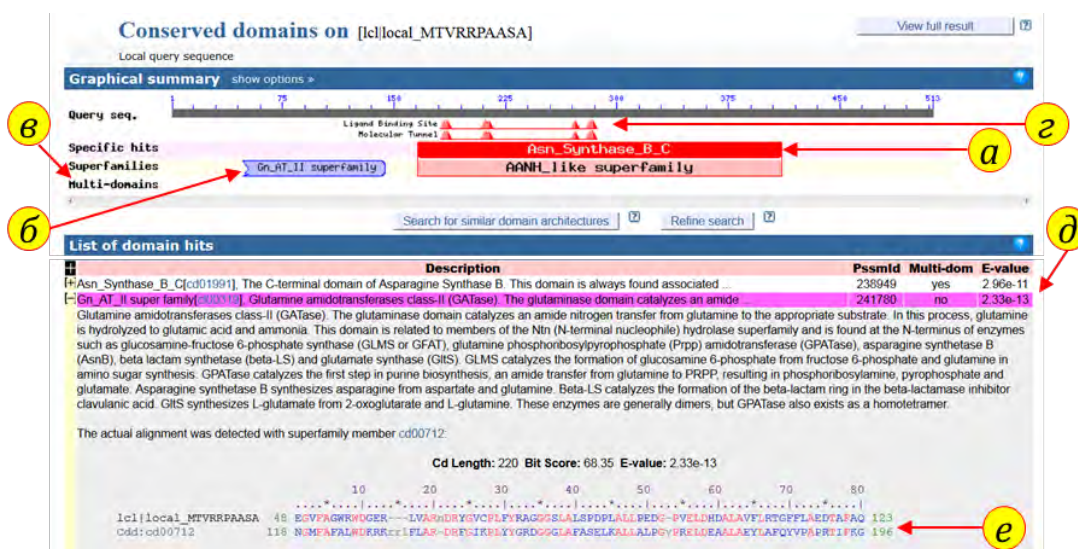 Conserved domains on [lcl|local_MTVRRPAASA]
View full result ?
Local query sequence
Graphical summary show options » ?
1 75 150 225 300 375 450 513
Query seq.
в
Ligand Binding Site
г
Molecular Tunnel
Specific hits Asn_Synthase_B_C
а
Superfamilies Gn_AT_II superfamily AANH_like superfamily
Multi-domains
б
Search for similar domain architectures ? Refine search ?
д
List of domain hits ?
+ Description PssmId Multi-dom E-value
[+] Asn_Synthase_B_C[cd01991], The C-terminal domain of Asparagine Synthase B. This domain is always found associated ... 238949 yes 2.96e-11
[-] Gn_AT_II super family[cl00319], Glutamine amidotransferases class-II (GATase). The glutaminase domain catalyzes an amide ... 241780 no 2.33e-13
Glutamine amidotransferases class-II (GATase). The glutaminase domain catalyzes an amide nitrogen transfer from glutamine to the appropriate substrate. In this process, glutamine
is hydrolyzed to glutamic acid and ammonia. This domain is related to members of the Ntn (N-terminal nucleophile) hydrolase superfamily and is found at the N-terminus of enzymes
such as glucosamine-fructose 6-phosphate synthase (GLMS or GFAT), glutamine phosphoribosylpyrophosphate (Prpp) amidotransferase (GPATase), asparagine synthetase B
(AsnB), beta lactam synthetase (beta-LS) and glutamate synthase (GltS). GLMS catalyzes the formation of glucosamine 6-phosphate from fructose 6-phosphate and glutamine in
amino sugar synthesis. GPATase catalyzes the first step in purine biosynthesis, an amide transfer from glutamine to PRPP, resulting in phosphoribosylamine, pyrophosphate and
glutamate. Asparagine synthetase B synthesizes asparagine from aspartate and glutamine. Beta-LS catalyzes the formation of the beta-lactam ring in the beta-lactamase inhibitor
clavulanic acid. GltS synthesizes L-glutamate from 2-oxoglutarate and L-glutamine. These enzymes are generally dimers, but GPATase also exists as a homotetramer.
The actual alignment was detected with superfamily member cd00712:
Cd Length: 220 Bit Score: 68.35 E-value: 2.33e-13
10 20 30 40 50 60 70 80
....*....|....*....|....*....|....*....|....*....|....*....|....*....|....*....|
lcl|local_MTVRRPAASA 48 EGVFAGWRWDGER---LVARnDRYGVCPLFYRAGGGSLALSPDPLALLPEDG-PVELDHDALAVFLRTGFFLAEDTAFAQ 123
Cdd:cd00712 118 NGMFAFALWDKRKrrlFLAR-DRFGIKPLYYGRDGGGLAFASELKALLALPGvPRELDEAALAEYLAFQYVPAPRTIFKG 196
е